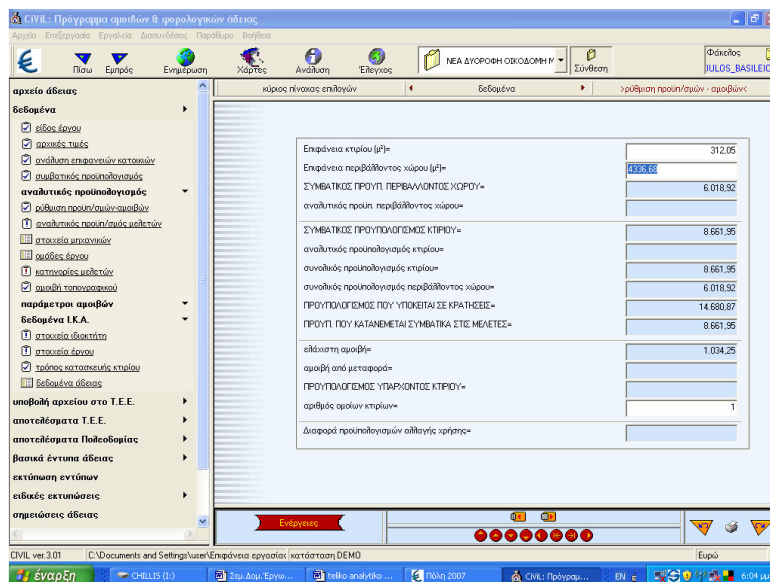 CiViL: Πρόγραμμα αμοιβών & φορολογικών άδειας
Αρχείο Επεξεργασία Εργαλεία Διασυνδέσεις Παράθυρο Βοήθεια
Πίσω Εμπρός Ενημέρωση Χάρτες Ανάλυση Έλεγχος ΝΕΑ ΔΥΟΡΟΦΗ ΟΙΚΟΔΟΜΗ Μ Σύνθεση Φάκελος
ULOS_BASILEIO
αρχείο άδειας
κύριος πίνακας επιλογών δεδομένα >ρύθμιση προϋπ/σμών - αμοιβών<
δεδομένα
είδος έργου
αρχικές τιμές
ανάλυση επιφανειών κατοικιών
συμβατικός προϋπολογισμός
αναλυτικός προϋπολογισμός
ρύθμιση προϋπ/σμών-αμοιβών
αναλυτικός προϋπ/σμός μελετών
στοιχεία μηχανικών
ομάδες έργου
κατηγορίες μελετών
αμοιβή τοπογραφικού
παράμετροι αμοιβών
δεδομένα Ι.Κ.Α.
στοιχεία ιδιοκτήτη
στοιχεία έργου
τρόπος κατασκευής κτιρίου
δεδομένα άδειας
υποβολή αρχείου στο Τ.Ε.Ε.
αποτελέσματα Τ.Ε.Ε.
αποτελέσματα Πολεοδομίας
βασικά έντυπα άδειας
εκτύπωση εντύπων
ειδικές εκτυπώσεις
σημειώσεις άδειας
Επιφάνεια κτιρίου (μ²)= 312,05
Επιφάνεια περιβάλλοντος χώρου (μ²)= 4336.68
ΣΥΜΒΑΤΙΚΟΣ ΠΡΟΥΠ. ΠΕΡΙΒΑΛΛΟΝΤΟΣ ΧΩΡΟΥ= 6.018,92
αναλυτικός προϋπ. περιβάλλοντος χώρου=
ΣΥΜΒΑΤΙΚΟΣ ΠΡΟΥΠΟΛΟΓΙΣΜΟΣ ΚΤΙΡΙΟΥ= 8.661,95
αναλυτικός προϋπολογισμός κτιρίου=
συνολικός προϋπολογισμός κτιρίου= 8.661,95
συνολικός προϋπολογισμός περιβάλλοντος χώρου= 6.018,92
ΠΡΟΥΠΟΛΟΓΙΣΜΟΣ ΠΟΥ ΥΠΟΚΕΙΤΑΙ ΣΕ ΚΡΑΤΗΣΕΙΣ= 14.680,87
ΠΡΟΥΠ. ΠΟΥ ΚΑΤΑΝΕΜΕΤΑΙ ΣΥΜΒΑΤΙΚΑ ΣΤΙΣ ΜΕΛΕΤΕΣ= 8.661,95
ελάχιστη αμοιβή= 1.034,25
αμοιβή από μεταφορά=
ΠΡΟΥΠΟΛΟΓΙΣΜΟΣ ΥΠΑΡΧΟΝΤΟΣ ΚΤΙΡΙΟΥ=
αριθμός ομοίων κτιρίων= 1
Διαφορά προϋπολογισμών αλλαγής χρήσης=
Ενέργειες
CIVIL ver.3.01 C:\Documents and Settings\user\Επιφάνεια εργασίας κατάσταση DEMO Ευρώ
έναρξη CHILLIS (I:) Σεμ.Δομ.Έργω... teliko analytiko ... Πόλη 2007 CiViL: Πρόγραμ... EN 6:04 μμ